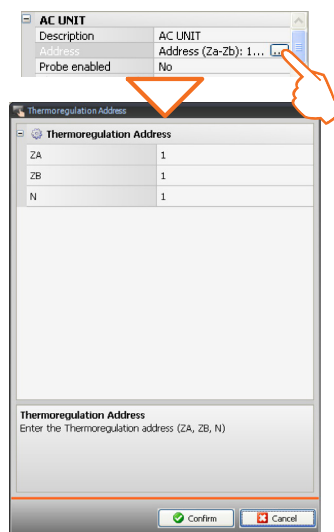 AC UNIT
Description AC UNIT
Address Address (Za-Zb): 1... ...
Probe enabled No
Thermoregulation Address
Thermoregulation Address
ZA 1
ZB 1
N 1
Thermoregulation Address
Enter the Thermoregulation address (ZA, ZB, N)
Confirm Cancel